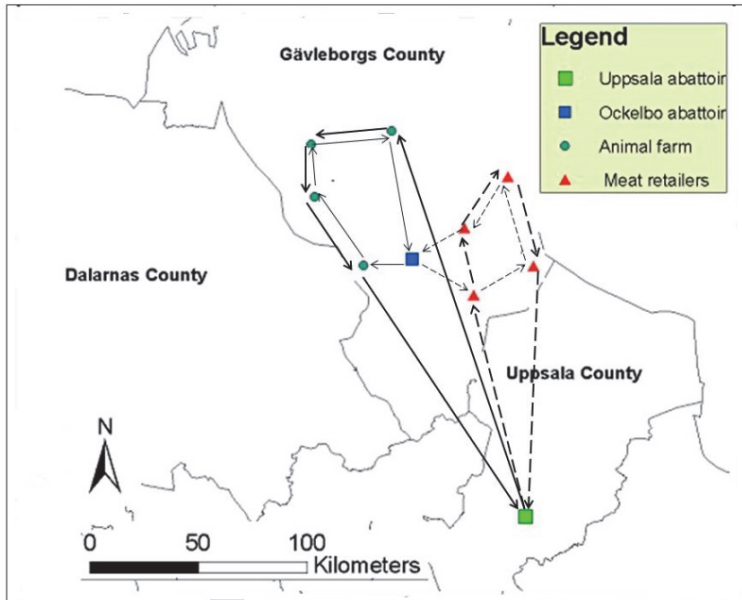 Gävleborgs County
Legend
Uppsala abattoir
Ockelbo abattoir
Animal farm
Meat retailers
Dalarnas County
Uppsala County
N
0 50 100
Kilometers